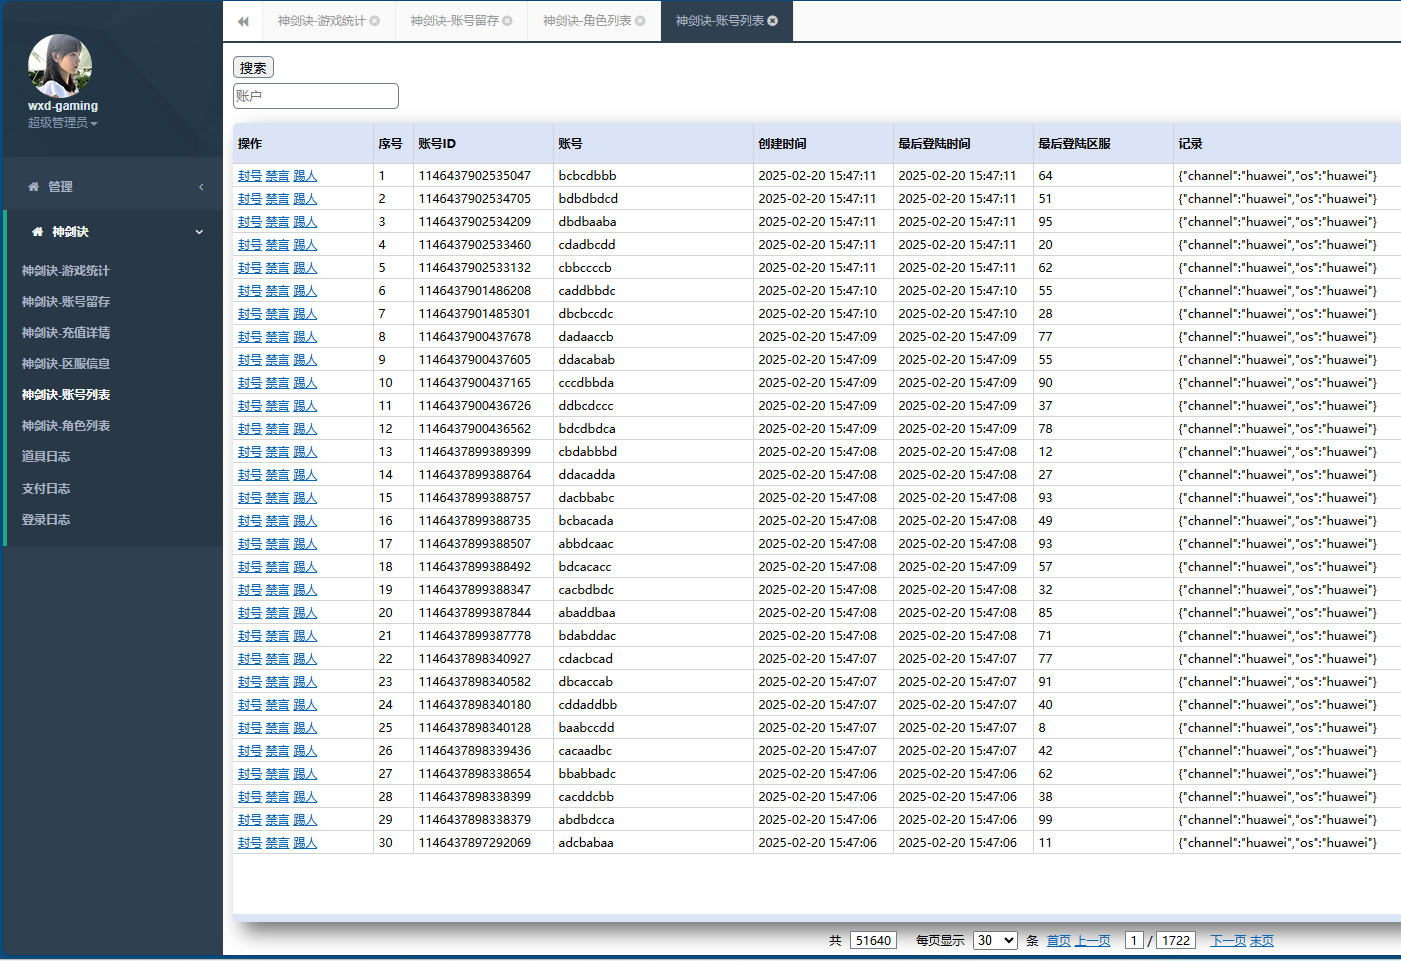 神剑诀-游戏统计 神剑诀-账号留存 神剑诀-角色列表 神剑诀-账号列表
wxd-gaming
超级管理员
管理
神剑诀
神剑诀-游戏统计
神剑诀-账号留存
神剑诀-充值详情
神剑诀-区服信息
神剑诀-账号列表
神剑诀-角色列表
道具日志
支付日志
登录日志
搜索
账户
操作 序号 账号ID 账号 创建时间 最后登陆时间 最后登陆区服 记录
封号 禁言 踢人 1 1146437902535047 bcbcdbbb 2025-02-20 15:47:11 2025-02-20 15:47:11 64 {"channel":"huawei","os":"huawei"}
封号 禁言 踢人 2 1146437902534705 bdbdbdcd 2025-02-20 15:47:11 2025-02-20 15:47:11 51 {"channel":"huawei","os":"huawei"}
封号 禁言 踢人 3 1146437902534209 dbdbaaba 2025-02-20 15:47:11 2025-02-20 15:47:11 95 {"channel":"huawei","os":"huawei"}
封号 禁言 踢人 4 1146437902533460 cdadbcdd 2025-02-20 15:47:11 2025-02-20 15:47:11 20 {"channel":"huawei","os":"huawei"}
封号 禁言 踢人 5 1146437902533132 cbbccccb 2025-02-20 15:47:11 2025-02-20 15:47:11 62 {"channel":"huawei","os":"huawei"}
封号 禁言 踢人 6 1146437901486208 caddbbdc 2025-02-20 15:47:10 2025-02-20 15:47:10 55 {"channel":"huawei","os":"huawei"}
封号 禁言 踢人 7 1146437901485301 dbcbccdc 2025-02-20 15:47:10 2025-02-20 15:47:10 28 {"channel":"huawei","os":"huawei"}
封号 禁言 踢人 8 1146437900437678 dadaaccb 2025-02-20 15:47:09 2025-02-20 15:47:09 77 {"channel":"huawei","os":"huawei"}
封号 禁言 踢人 9 1146437900437605 ddacabab 2025-02-20 15:47:09 2025-02-20 15:47:09 55 {"channel":"huawei","os":"huawei"}
封号 禁言 踢人 10 1146437900437165 cccdbbda 2025-02-20 15:47:09 2025-02-20 15:47:09 90 {"channel":"huawei","os":"huawei"}
封号 禁言 踢人 11 1146437900436726 ddbcdccc 2025-02-20 15:47:09 2025-02-20 15:47:09 37 {"channel":"huawei","os":"huawei"}
封号 禁言 踢人 12 1146437900436562 bdcdbdca 2025-02-20 15:47:09 2025-02-20 15:47:09 78 {"channel":"huawei","os":"huawei"}
封号 禁言 踢人 13 1146437899389399 cbdabbbd 2025-02-20 15:47:08 2025-02-20 15:47:08 12 {"channel":"huawei","os":"huawei"}
封号 禁言 踢人 14 1146437899388764 ddacadda 2025-02-20 15:47:08 2025-02-20 15:47:08 27 {"channel":"huawei","os":"huawei"}
封号 禁言 踢人 15 1146437899388757 dacbbabc 2025-02-20 15:47:08 2025-02-20 15:47:08 93 {"channel":"huawei","os":"huawei"}
封号 禁言 踢人 16 1146437899388735 bcbacada 2025-02-20 15:47:08 2025-02-20 15:47:08 49 {"channel":"huawei","os":"huawei"}
封号 禁言 踢人 17 1146437899388507 abbdcaac 2025-02-20 15:47:08 2025-02-20 15:47:08 93 {"channel":"huawei","os":"huawei"}
封号 禁言 踢人 18 1146437899388492 bdcacacc 2025-02-20 15:47:08 2025-02-20 15:47:08 57 {"channel":"huawei","os":"huawei"}
封号 禁言 踢人 19 1146437899388347 cacbdbdc 2025-02-20 15:47:08 2025-02-20 15:47:08 32 {"channel":"huawei","os":"huawei"}
封号 禁言 踢人 20 1146437899387844 abaddbaa 2025-02-20 15:47:08 2025-02-20 15:47:08 85 {"channel":"huawei","os":"huawei"}
封号 禁言 踢人 21 1146437899387778 bdabddac 2025-02-20 15:47:08 2025-02-20 15:47:08 71 {"channel":"huawei","os":"huawei"}
封号 禁言 踢人 22 1146437898340927 cdacbcad 2025-02-20 15:47:07 2025-02-20 15:47:07 77 {"channel":"huawei","os":"huawei"}
封号 禁言 踢人 23 1146437898340582 dbcaccab 2025-02-20 15:47:07 2025-02-20 15:47:07 91 {"channel":"huawei","os":"huawei"}
封号 禁言 踢人 24 1146437898340180 cddaddbb 2025-02-20 15:47:07 2025-02-20 15:47:07 40 {"channel":"huawei","os":"huawei"}
封号 禁言 踢人 25 1146437898340128 baabccdd 2025-02-20 15:47:07 2025-02-20 15:47:07 8 {"channel":"huawei","os":"huawei"}
封号 禁言 踢人 26 1146437898339436 cacaadbc 2025-02-20 15:47:07 2025-02-20 15:47:07 42 {"channel":"huawei","os":"huawei"}
封号 禁言 踢人 27 1146437898338654 bbabbadc 2025-02-20 15:47:06 2025-02-20 15:47:06 62 {"channel":"huawei","os":"huawei"}
封号 禁言 踢人 28 1146437898338399 cacddcbb 2025-02-20 15:47:06 2025-02-20 15:47:06 38 {"channel":"huawei","os":"huawei"}
封号 禁言 踢人 29 1146437898338379 abdbdcca 2025-02-20 15:47:06 2025-02-20 15:47:06 99 {"channel":"huawei","os":"huawei"}
封号 禁言 踢人 30 1146437897292069 adcbabaa 2025-02-20 15:47:06 2025-02-20 15:47:06 11 {"channel":"huawei","os":"huawei"}
共 51640 每页显示 30 条 首页 上一页 1 / 1722 下一页 末页